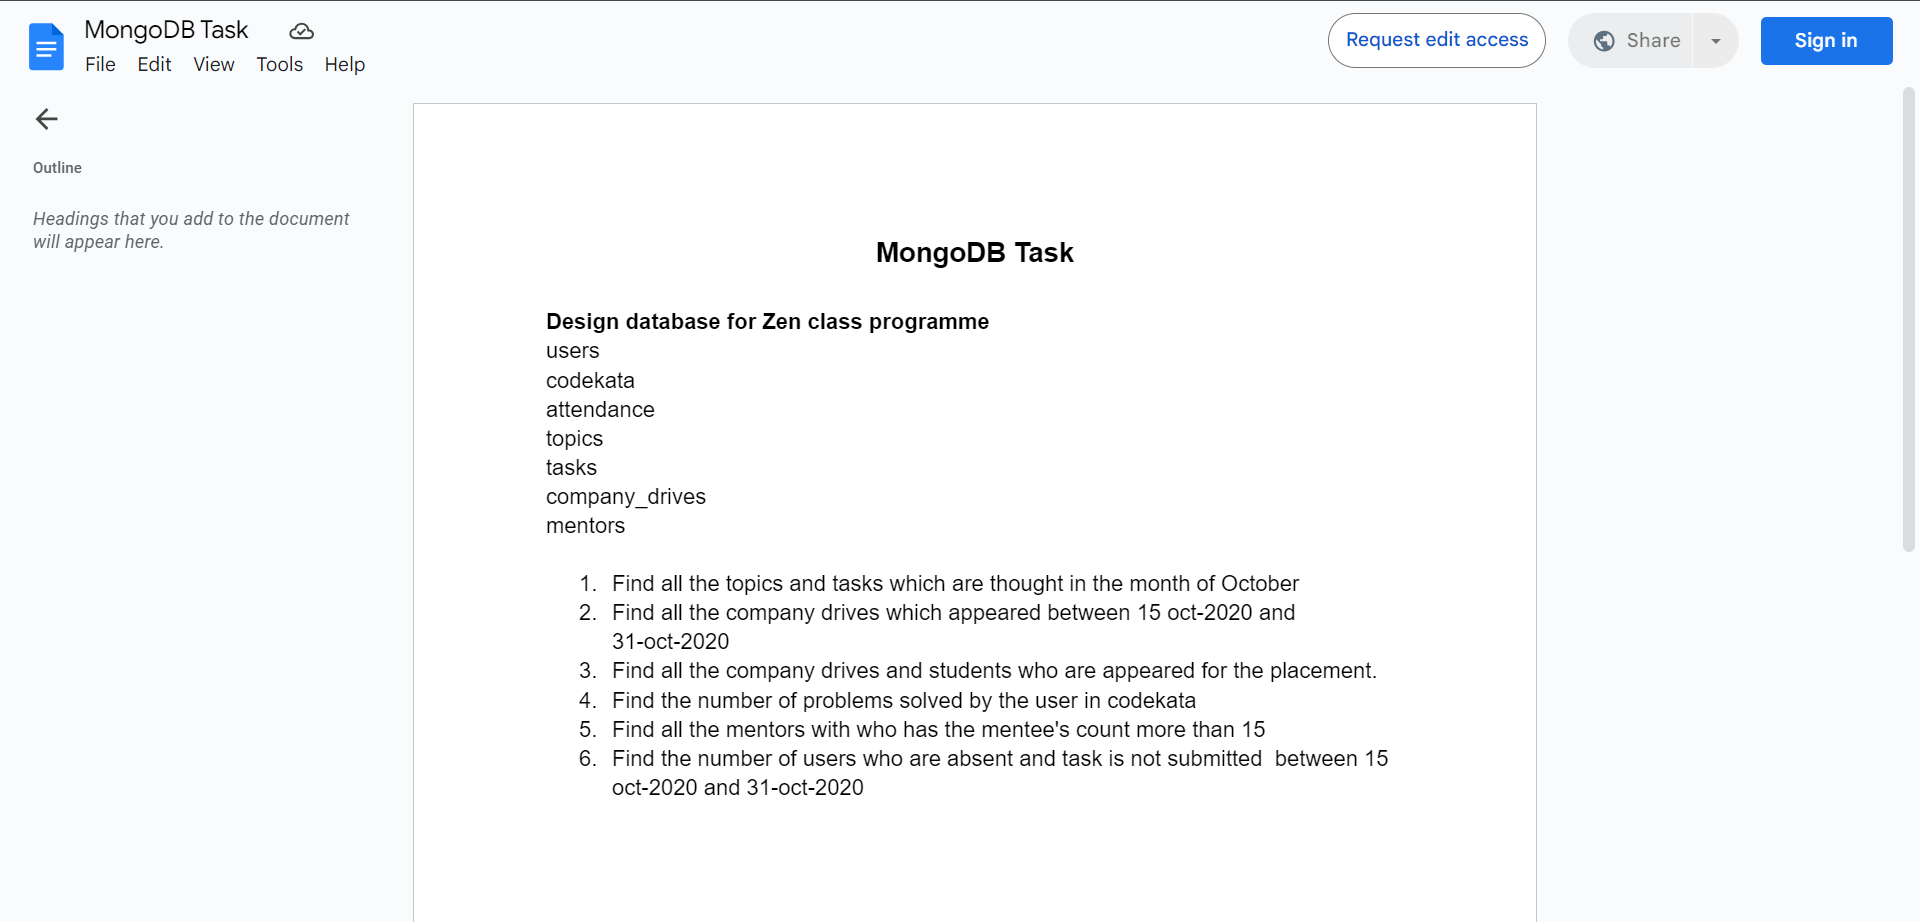 MongoDB Task
File Edit View Tools Help
Request edit access
Share
Sign in
Outline
Headings that you add to the document
will appear here.
MongoDB Task
Design database for Zen class programme
users
codekata
attendance
topics
tasks
company_drives
mentors
1. Find all the topics and tasks which are thought in the month of October
2. Find all the company drives which appeared between 15 oct-2020 and
31-oct-2020
3. Find all the company drives and students who are appeared for the placement.
4. Find the number of problems solved by the user in codekata
5. Find all the mentors with who has the mentee's count more than 15
6. Find the number of users who are absent and task is not submitted  between 15
oct-2020 and 31-oct-2020